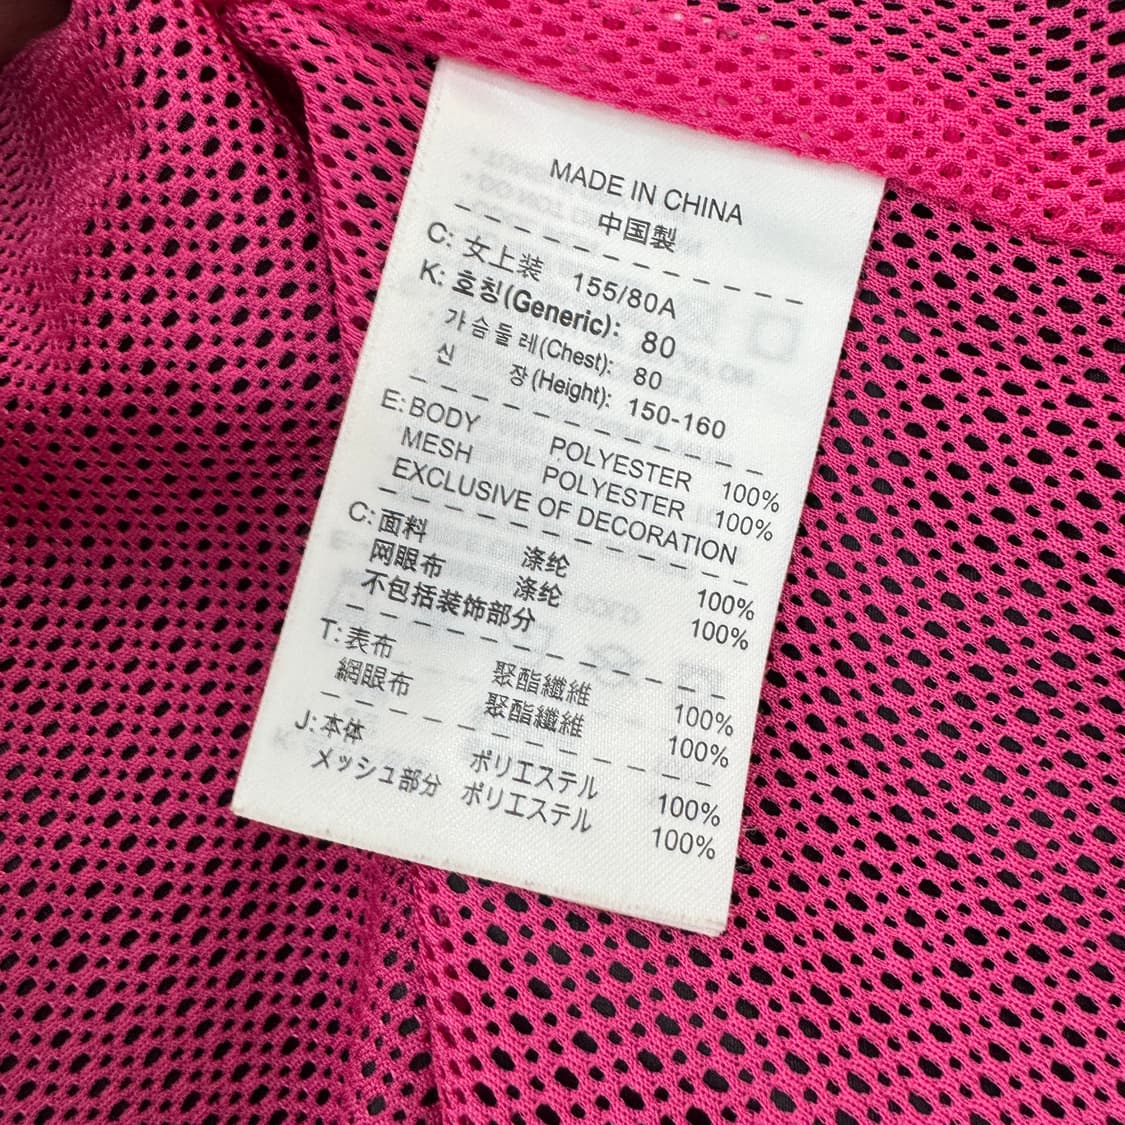 MADE IN CHINA
中国製
C: 女上装 155/80A
K: 호칭(Generic): 80
가슴둘레(Chest): 80
신 장(Height): 150-160
E: BODY POLYESTER 100%
MESH POLYESTER 100%
EXCLUSIVE OF DECORATION
C: 面料 涤纶 100%
网眼布 涤纶 100%
不包括装饰部分
T: 表布 聚酯纖維 100%
網眼布 聚酯纖維 100%
J: 本体 ポリエステル 100%
メッシュ部分 ポリエステル 100%